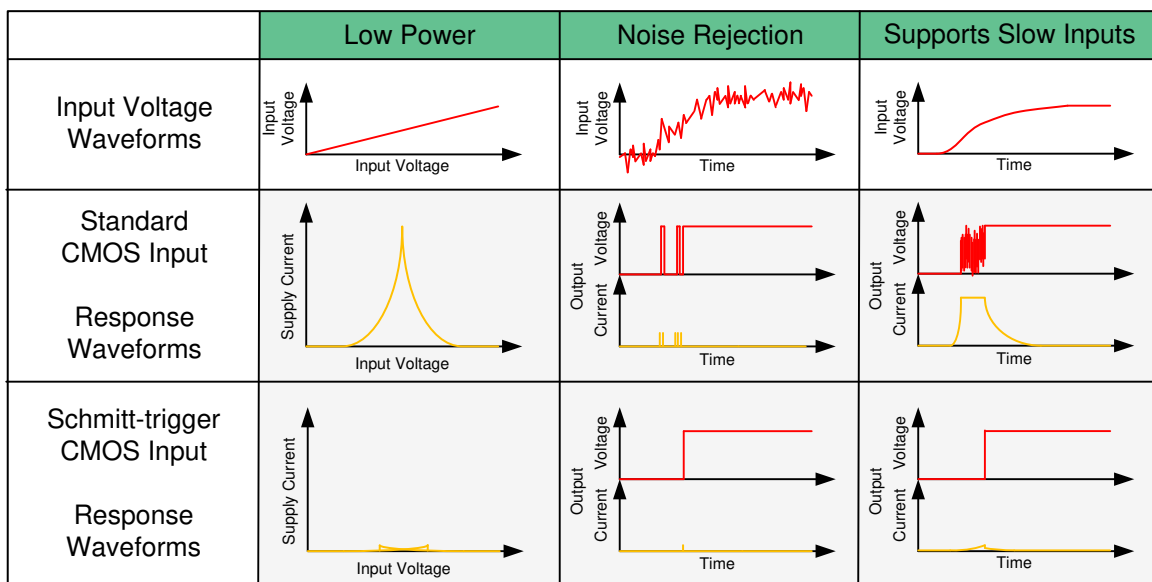 Low Power
Noise Rejection
Supports Slow Inputs
Input Voltage
Waveforms
Input
Voltage
Input Voltage
Input
Voltage
Time
Input
Voltage
Time
Standard
CMOS Input
Response
Waveforms
Supply Current
Input Voltage
Output
Voltage
Current
Time
Output
Voltage
Current
Time
Schmitt-trigger
CMOS Input
Response
Waveforms
Supply Current
Input Voltage
Output
Voltage
Current
Time
Output
Voltage
Current
Time